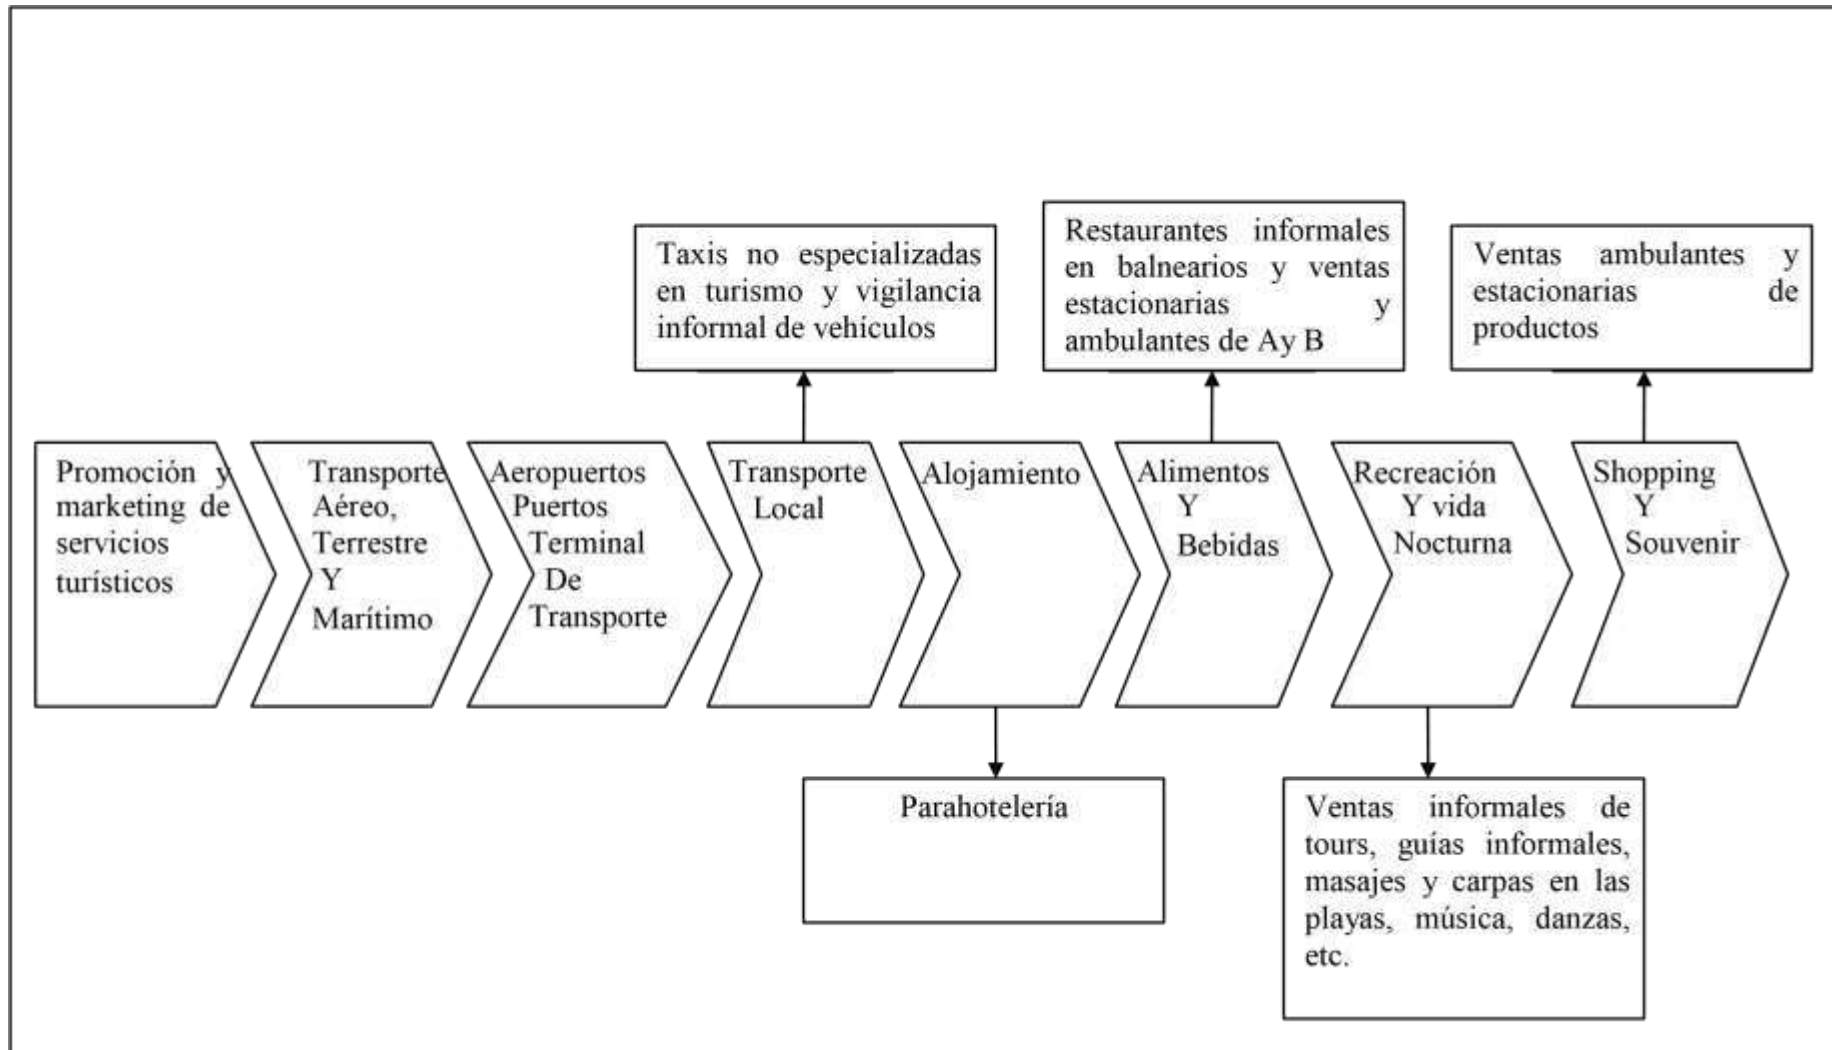 Taxis no especializadas
en turismo y vigilancia
informal de vehículos
Restaurantes informales
en balnearios y ventas
estacionarias y
ambulantes de Ay B
Ventas ambulantes y
estacionarias de
productos
Promoción y
marketing de
servicios
turísticos
Transporte
Aéreo,
Terrestre
Y
Marítimo
Aeropuertos
Puertos
Terminal
De
Transporte
Transporte
Local
Alojamiento
Alimentos
Y
Bebidas
Recreación
Y vida
Nocturna
Shopping
Y
Souvenir
Parahotelería
Ventas informales de
tours, guías informales,
masajes y carpas en las
playas, música, danzas,
etc.